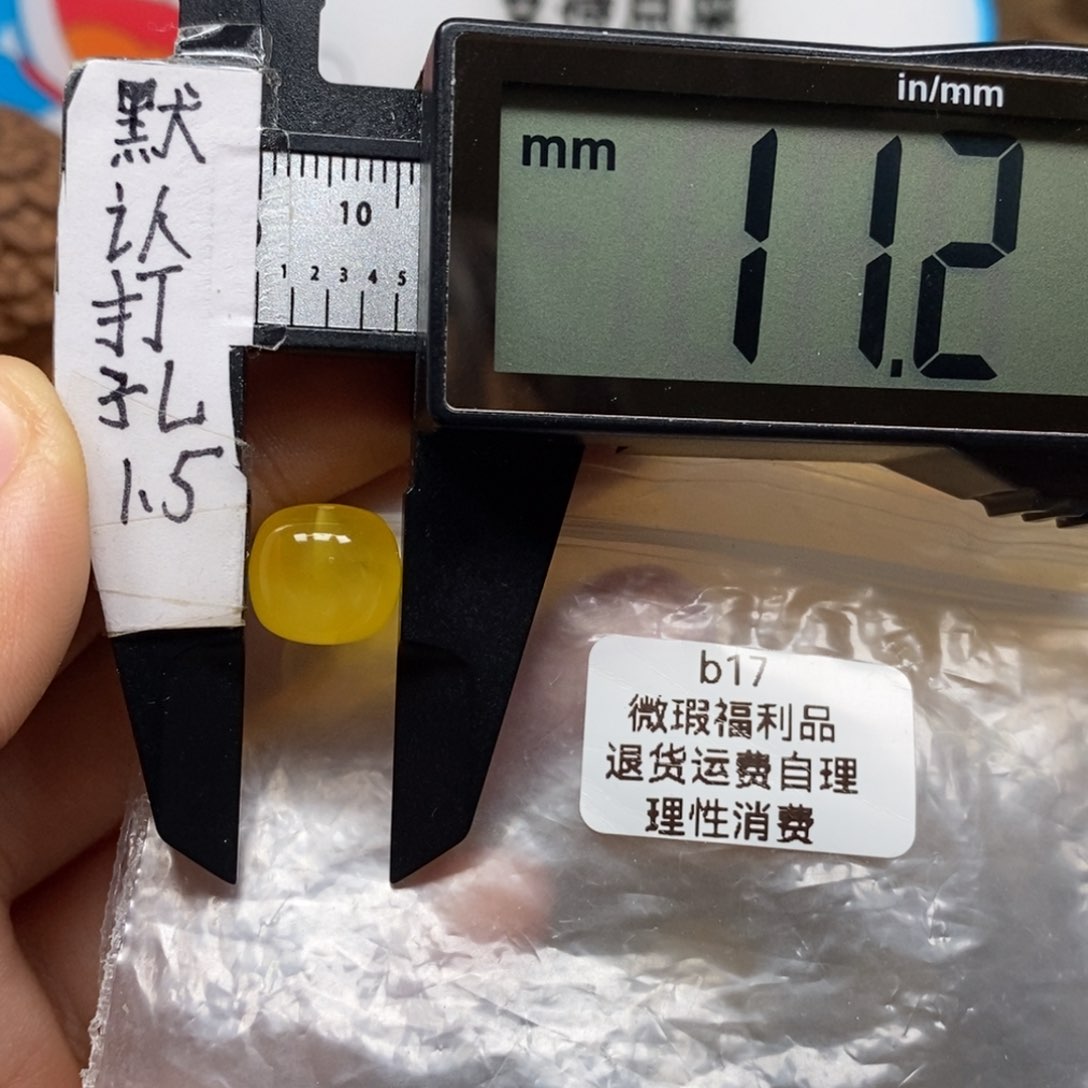 默
认
打
孔
1.5
in/mm
mm
11.2
10
1 2 3 4 5
b17
微瑕福利品
退货运费自理
理性消费